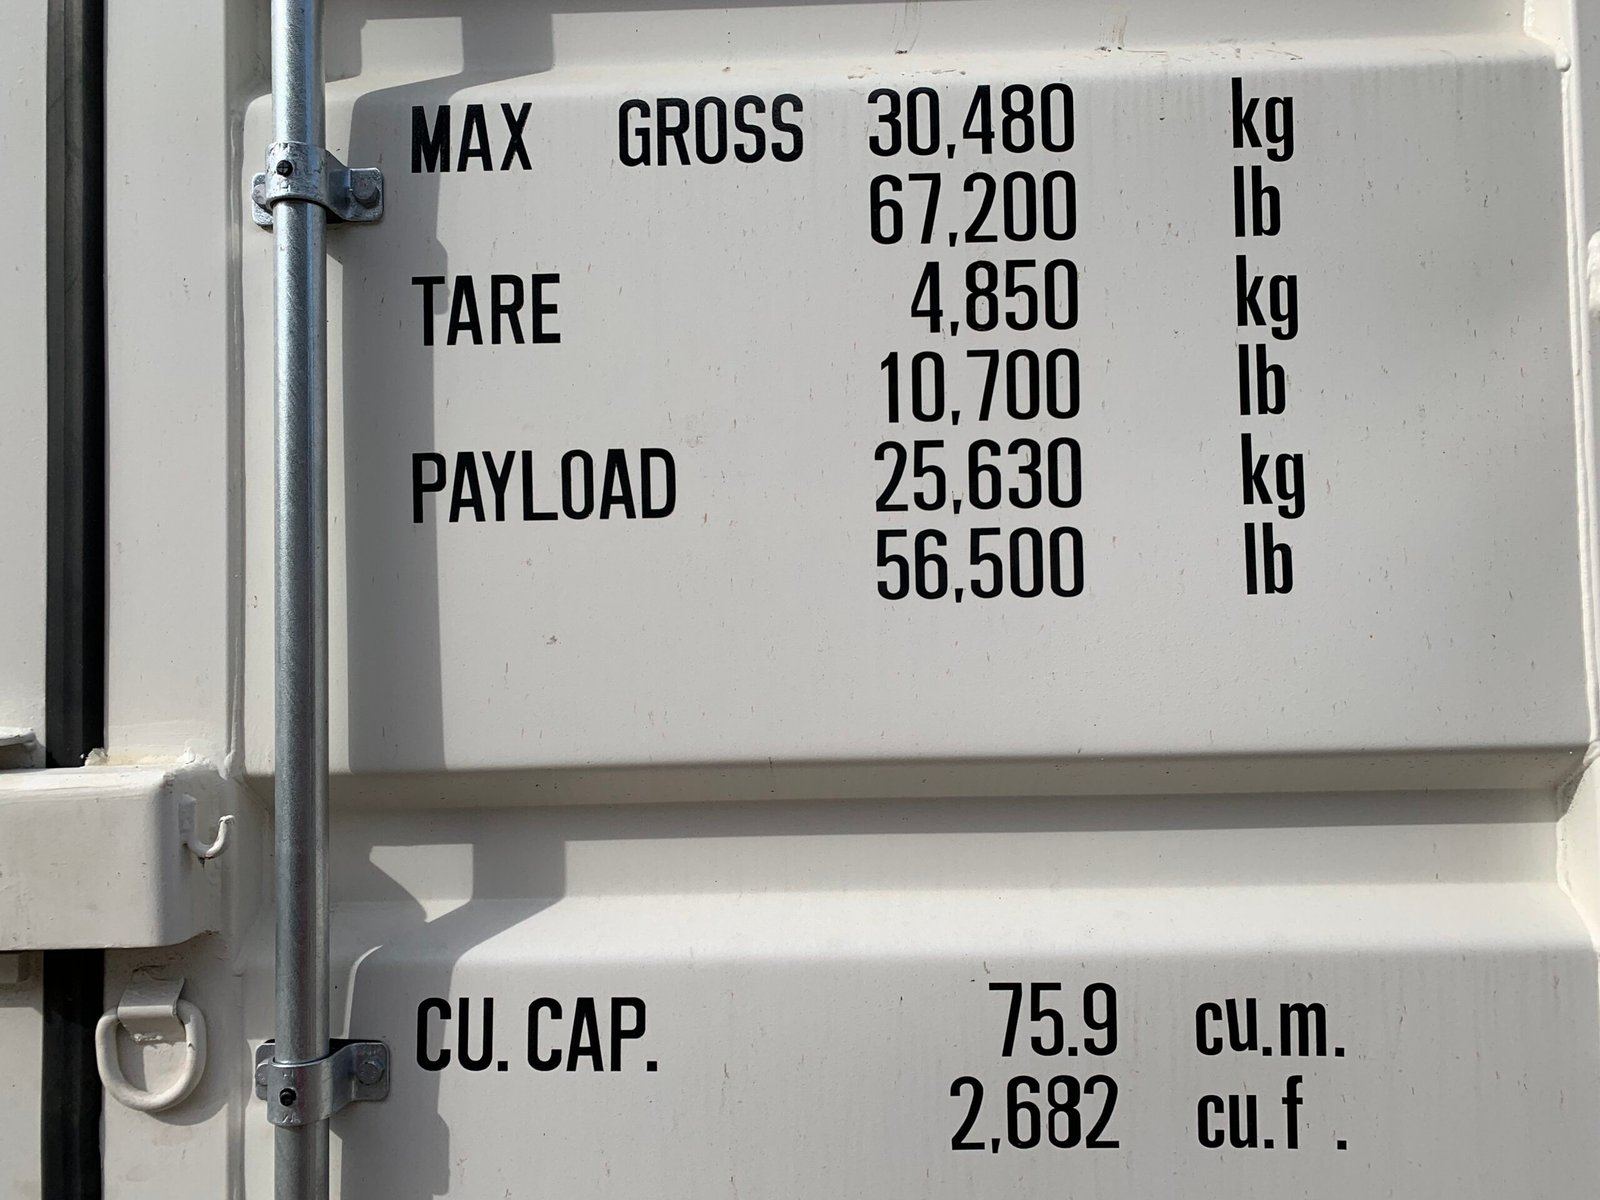 MAX GROSS 30,480 kg
67,200 lb
TARE 4,850 kg
10,700 lb
PAYLOAD 25,630 kg
56,500 lb
CU. CAP. 75.9 cu.m.
2,682 cu.f .